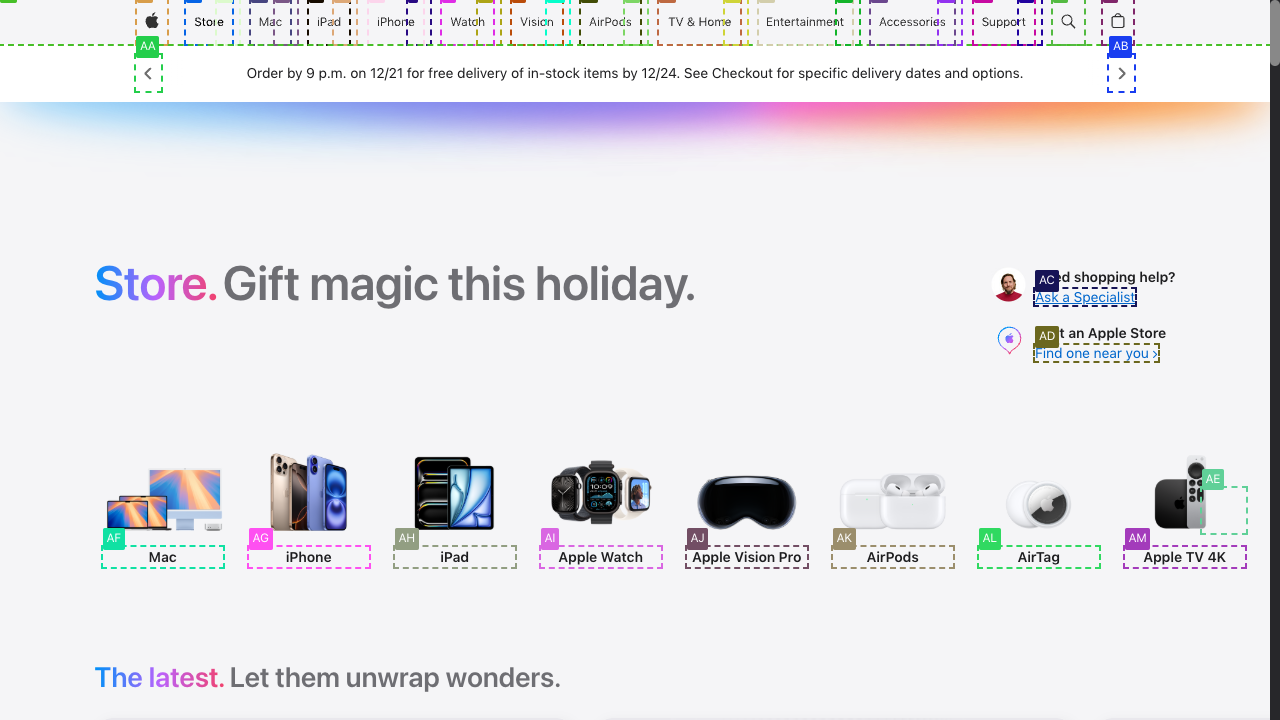 Store Mac iPad iPhone Watch Vision AirPods TV & Home Entertainment Accessories Support
AA
AB
Order by 9 p.m. on 12/21 for free delivery of in-stock items by 12/24. See Checkout for specific delivery dates and options.
Store. Gift magic this holiday.
AC
ed shopping help?
Ask a Specialist
AD
t an Apple Store
Find one near you ›
AE
AF AG AH AI AJ AK AL AM
Mac iPhone iPad Apple Watch Apple Vision Pro AirPods AirTag Apple TV 4K
The latest. Let them unwrap wonders.